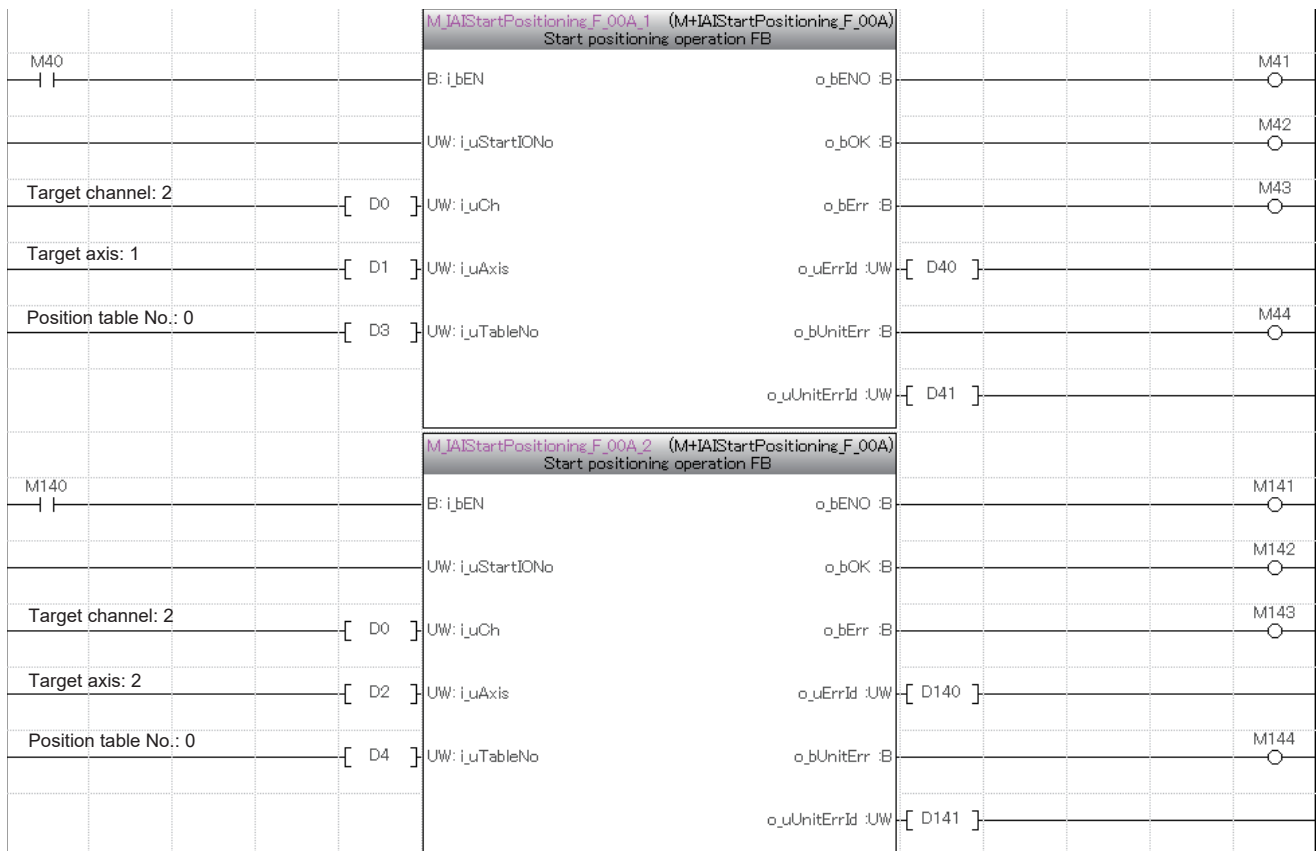 M_IAIStartPositioning_F_00A_1 (M+IAIStartPositioning_F_00A)
Start positioning operation FB
M40
B: i_bEN
o_bENO :B
M41
UW: i_uStartIONo
o_bOK :B
M42
Target channel: 2
D0
UW: i_uCh
o_bErr :B
M43
Target axis: 1
D1
UW: i_uAxis
o_uErrId :UW
D40
Position table No.: 0
D3
UW: i_uTableNo
o_bUnitErr :B
M44
o_uUnitErrId :UW
D41
M_IAIStartPositioning_F_00A_2 (M+IAIStartPositioning_F_00A)
Start positioning operation FB
M140
B: i_bEN
o_bENO :B
M141
UW: i_uStartIONo
o_bOK :B
M142
Target channel: 2
D0
UW: i_uCh
o_bErr :B
M143
Target axis: 2
D2
UW: i_uAxis
o_uErrId :UW
D140
Position table No.: 0
D4
UW: i_uTableNo
o_bUnitErr :B
M144
o_uUnitErrId :UW
D141